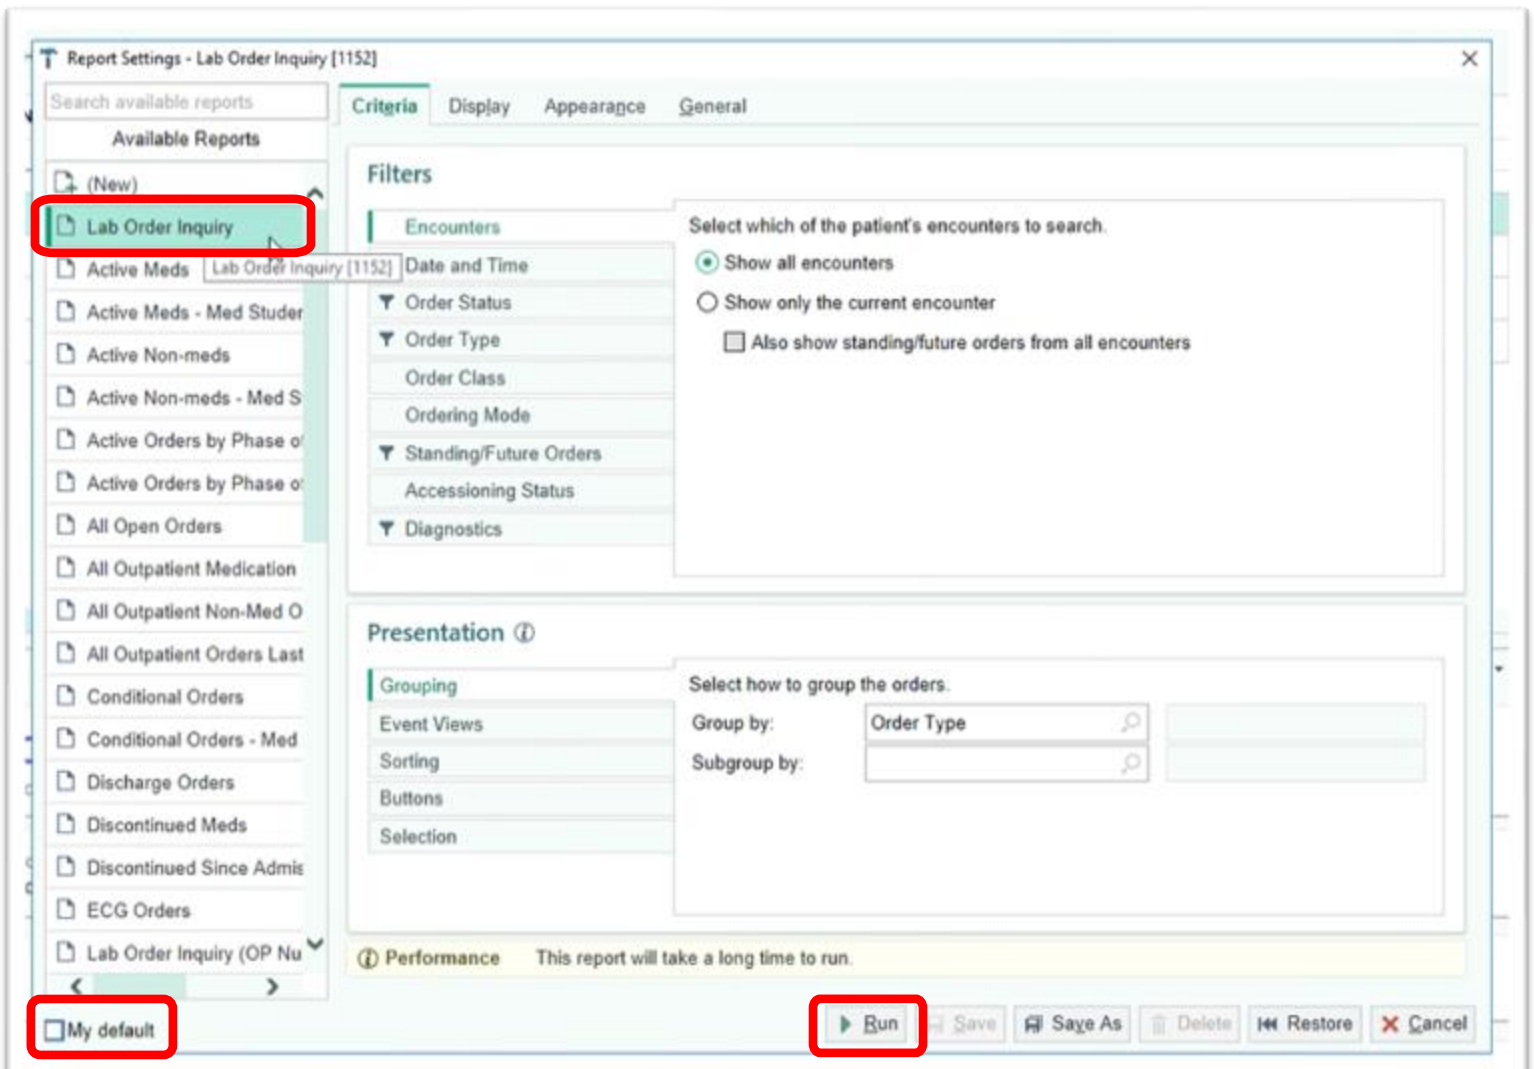 Report Settings - Lab Order Inquiry [1152]
Search available reports
Available Reports
(New)
Lab Order Inquiry
Lab Order Inquiry [1152]
Active Meds
Active Meds - Med Studer
Active Non-meds
Active Non-meds - Med S
Active Orders by Phase of
Active Orders by Phase of
All Open Orders
All Outpatient Medication
All Outpatient Non-Med O
All Outpatient Orders Last
Conditional Orders
Conditional Orders - Med
Discharge Orders
Discontinued Meds
Discontinued Since Admis
ECG Orders
Lab Order Inquiry (OP Nu
My default
Criteria Display Appearance General
Filters
Encounters
Date and Time
Order Status
Order Type
Order Class
Ordering Mode
Standing/Future Orders
Accessioning Status
Diagnostics
Select which of the patient's encounters to search.
Show all encounters
Show only the current encounter
Also show standing/future orders from all encounters
Presentation
Grouping
Event Views
Sorting
Buttons
Selection
Select how to group the orders.
Group by: Order Type
Subgroup by:
Performance This report will take a long time to run.
Run Save Save As Delete Restore Cancel